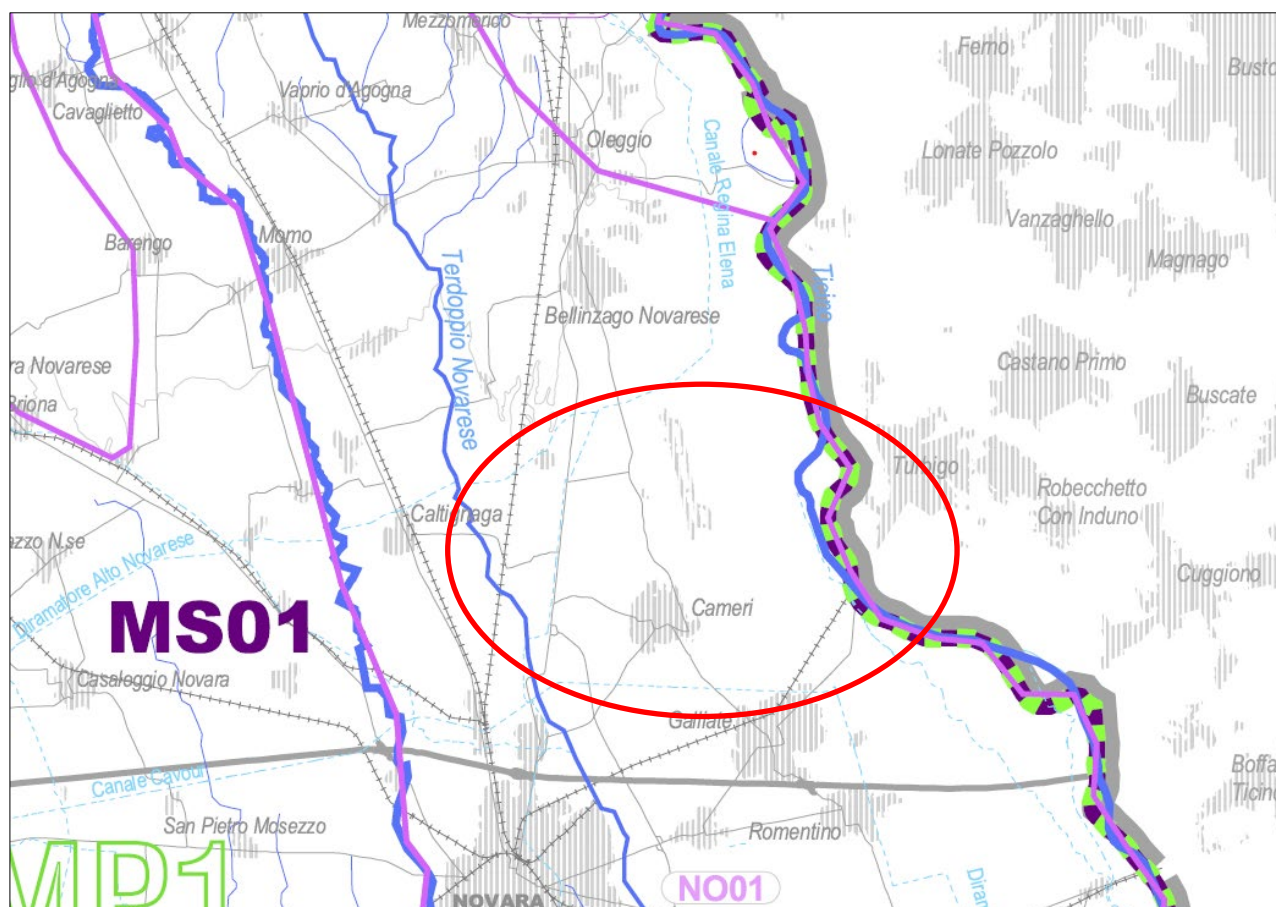 Mezzomerico
Ferno
Busto
Vaprio d'Agogna
glio d'Agogna
Cavaglietto
Oleggio
Canale Regina Elena
Lonate Pozzolo
Vanzaghello
Magnago
Barengo
Momo
Terdoppio Novarese
Ticino
Bellinzago Novarese
ra Novarese
Briona
Castano Primo
Buscate
Turbigo
Robecchetto
Con Induno
Caltignaga
azzo N.se
Diramatore Alto Novarese
Cuggiono
Cameri
MS01
Casaleggio Novara
Galliate
Canale Cavour
Boffa
Ticino
San Pietro Mosezzo
Romentino
MP1
NOVARA
NO01
Diram